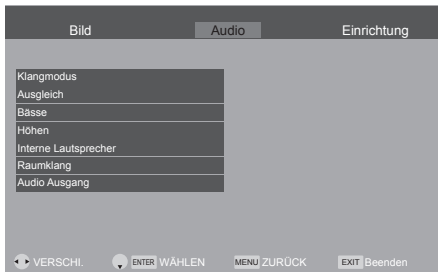 Bild Audio Einrichtung
Klangmodus
Ausgleich
Bässe
Höhen
Interne Lautsprecher
Raumklang
Audio Ausgang
VERSCHI. ENTER WÄHLEN MENU ZURÜCK EXIT Beenden